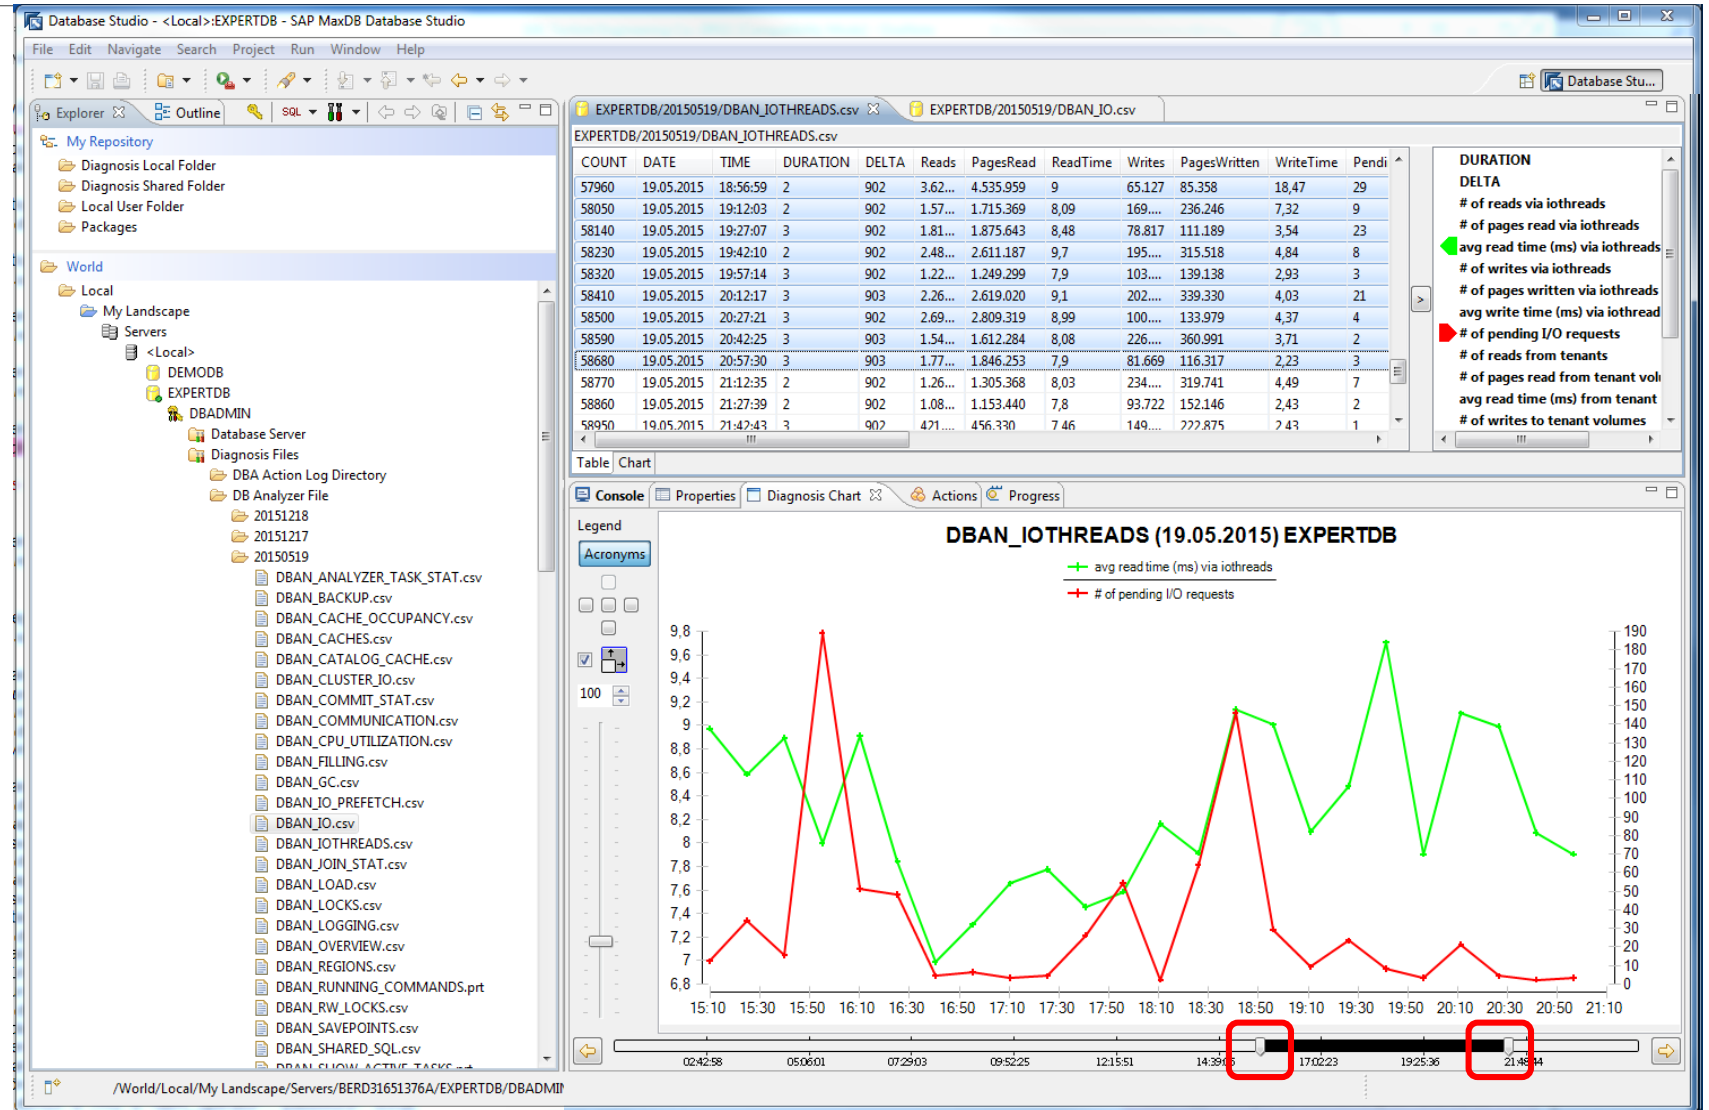 Database Studio - <Local>:EXPERTDB - SAP MaxDB Database Studio
File Edit Navigate Search Project Run Window Help
Database Stu...
Explorer Outline SQL
My Repository
Diagnosis Local Folder
Diagnosis Shared Folder
Local User Folder
Packages
World
Local
My Landscape
Servers
<Local>
DEMODB
EXPERTDB
DBADMIN
Database Server
Diagnosis Files
DBA Action Log Directory
DB Analyzer File
20151218
20151217
20150519
DBAN_ANALYZER_TASK_STAT.csv
DBAN_BACKUP.csv
DBAN_CACHE_OCCUPANCY.csv
DBAN_CACHES.csv
DBAN_CATALOG_CACHE.csv
DBAN_CLUSTER_IO.csv
DBAN_COMMIT_STAT.csv
DBAN_COMMUNICATION.csv
DBAN_CPU_UTILIZATION.csv
DBAN_FILLING.csv
DBAN_GC.csv
DBAN_IO_PREFETCH.csv
DBAN_IO.csv
DBAN_IOTHREADS.csv
DBAN_JOIN_STAT.csv
DBAN_LOAD.csv
DBAN_LOCKS.csv
DBAN_LOGGING.csv
DBAN_OVERVIEW.csv
DBAN_REGIONS.csv
DBAN_RUNNING_COMMANDS.prt
DBAN_RW_LOCKS.csv
DBAN_SAVEPOINTS.csv
DBAN_SHARED_SQL.csv
EXPERTDB/20150519/DBAN_IOTHREADS.csv EXPERTDB/20150519/DBAN_IO.csv
EXPERTDB/20150519/DBAN_IOTHREADS.csv
COUNT DATE TIME DURATION DELTA Reads PagesRead ReadTime Writes PagesWritten WriteTime Pendi
57960 19.05.2015 18:56:59 2 902 3.62... 4.535.959 9 65.127 85.358 18,47 29
58050 19.05.2015 19:12:03 2 902 1.57... 1.715.369 8,09 169.... 236.246 7,32 9
58140 19.05.2015 19:27:07 3 902 1.81... 1.875.643 8,48 78.817 111.189 3,54 23
58230 19.05.2015 19:42:10 2 902 2.48... 2.611.187 9,7 195.... 315.518 4,84 8
58320 19.05.2015 19:57:14 3 902 1.22... 1.249.299 7,9 103.... 139.138 2,93 3
58410 19.05.2015 20:12:17 3 903 2.26... 2.619.020 9,1 202.... 339.330 4,03 21
58500 19.05.2015 20:27:21 3 902 2.69... 2.809.319 8,99 100.... 133.979 4,37 4
58590 19.05.2015 20:42:25 3 903 1.54... 1.612.284 8,08 226.... 360.991 3,71 2
58680 19.05.2015 20:57:30 3 903 1.77... 1.846.253 7,9 81.669 116.317 2,23 3
58770 19.05.2015 21:12:35 2 902 1.26... 1.305.368 8,03 234.... 319.741 4,49 7
58860 19.05.2015 21:27:39 2 902 1.08... 1.153.440 7,8 93.722 152.146 2,43 2
58950 19.05.2015 21:42:43 3 902 421.... 456.330 7,46 149.... 222.875 2,43 1
>
DURATION
DELTA
# of reads via iothreads
# of pages read via iothreads
avg read time (ms) via iothreads
# of writes via iothreads
# of pages written via iothreads
avg write time (ms) via iothread
# of pending I/O requests
# of reads from tenants
# of pages read from tenant vol
avg read time (ms) from tenant
# of writes to tenant volumes
Table Chart
Console Properties Diagnosis Chart Actions Progress
Legend
Acronyms
100
DBAN_IOTHREADS (19.05.2015) EXPERTDB
avg read time (ms) via iothreads
# of pending I/O requests
9,8
9,6
9,4
9,2
9
8,8
8,6
8,4
8,2
8
7,8
7,6
7,4
7,2
7
6,8
190
180
170
160
150
140
130
120
110
100
90
80
70
60
50
40
30
20
10
0
15:10 15:30 15:50 16:10 16:30 16:50 17:10 17:30 17:50 18:10 18:30 18:50 19:10 19:30 19:50 20:10 20:30 20:50 21:10
02:42:58 05:06:01 07:29:03 09:52:25 12:15:51 17:02:23 19:25:36
/World/Local/My Landscape/Servers/BERD31651376A/EXPERTDB/DBADMIN